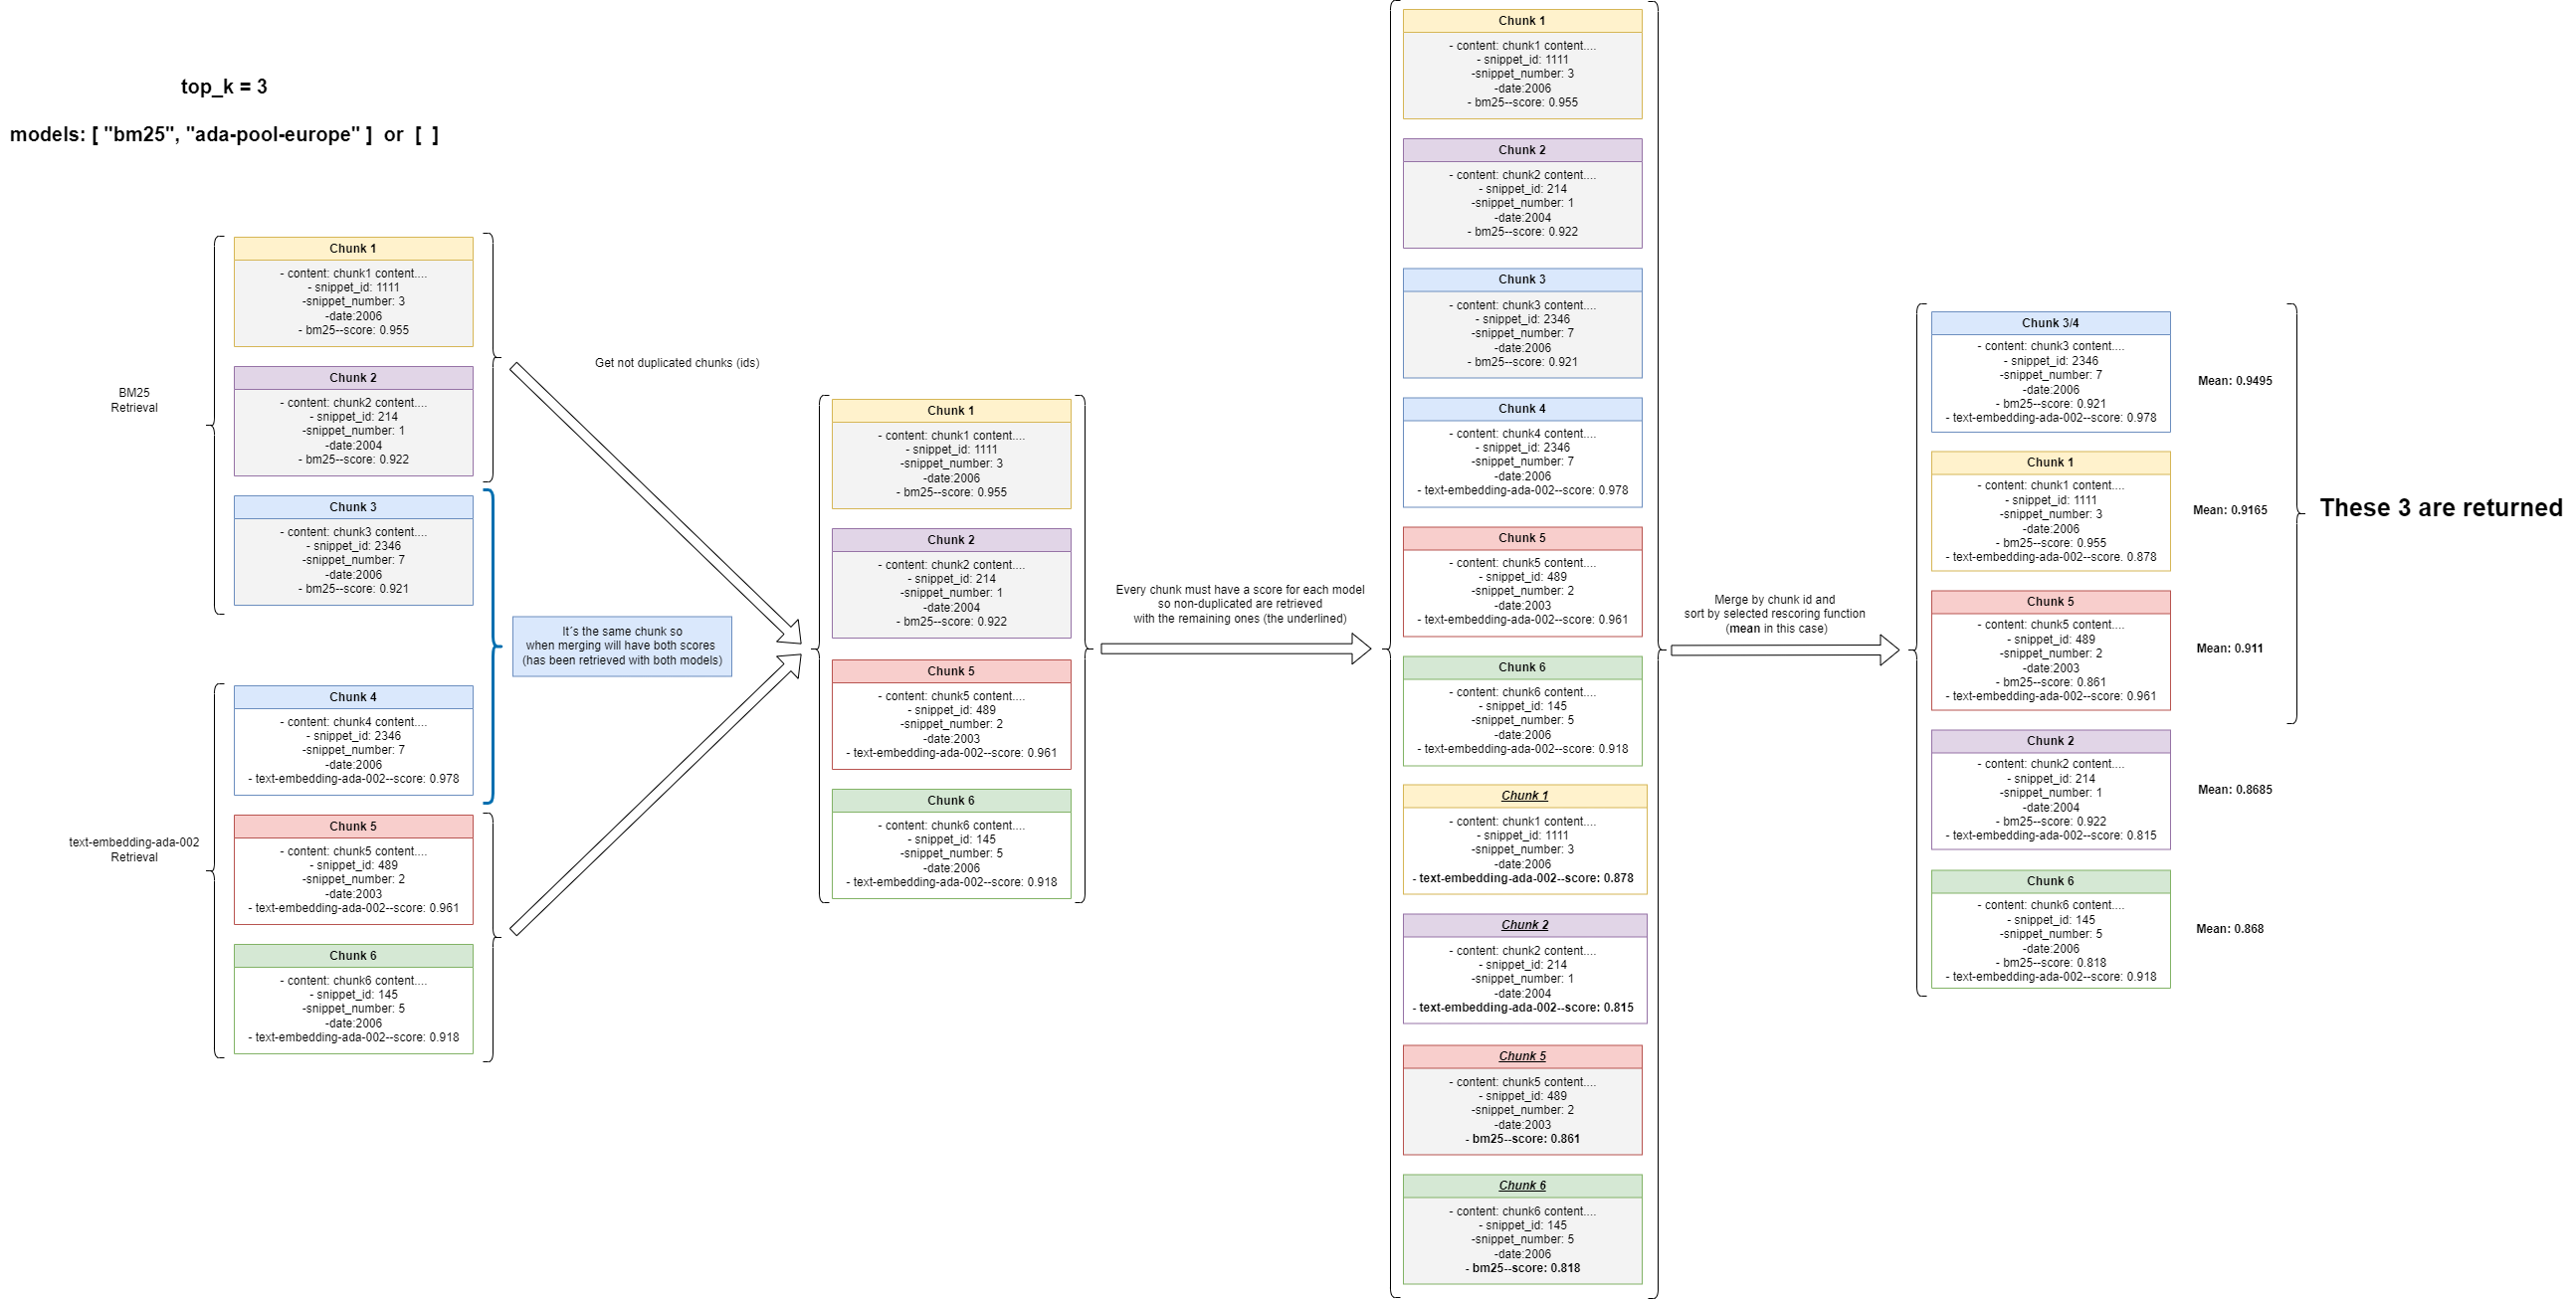 top_k = 3
models: [ "bm25", "ada-pool-europe" ]  or  [  ]
BM25
Retrieval
Chunk 1
- content: chunk1 content....
- snippet_id: 1111
-snippet_number: 3
-date:2006
- bm25--score: 0.955
Chunk 2
- content: chunk2 content....
- snippet_id: 214
-snippet_number: 1
-date:2004
- bm25--score: 0.922
Chunk 3
- content: chunk3 content....
- snippet_id: 2346
-snippet_number: 7
-date:2006
- bm25--score: 0.921
text-embedding-ada-002
Retrieval
Chunk 4
- content: chunk4 content....
- snippet_id: 2346
-snippet_number: 7
-date:2006
- text-embedding-ada-002--score: 0.978
Chunk 5
- content: chunk5 content....
- snippet_id: 489
-snippet_number: 2
-date:2003
- text-embedding-ada-002--score: 0.961
Chunk 6
- content: chunk6 content....
- snippet_id: 145
-snippet_number: 5
-date:2006
- text-embedding-ada-002--score: 0.918
It´s the same chunk so
when merging will have both scores
(has been retrieved with both models)
Get not duplicated chunks (ids)
Chunk 1
- content: chunk1 content....
- snippet_id: 1111
-snippet_number: 3
-date:2006
- bm25--score: 0.955
Chunk 2
- content: chunk2 content....
- snippet_id: 214
-snippet_number: 1
-date:2004
- bm25--score: 0.922
Chunk 5
- content: chunk5 content....
- snippet_id: 489
-snippet_number: 2
-date:2003
- text-embedding-ada-002--score: 0.961
Chunk 6
- content: chunk6 content....
- snippet_id: 145
-snippet_number: 5
-date:2006
- text-embedding-ada-002--score: 0.918
Every chunk must have a score for each model
so non-duplicated are retrieved
with the remaining ones (the underlined)
Chunk 1
- content: chunk1 content....
- snippet_id: 1111
-snippet_number: 3
-date:2006
- bm25--score: 0.955
Chunk 2
- content: chunk2 content....
- snippet_id: 214
-snippet_number: 1
-date:2004
- bm25--score: 0.922
Chunk 3
- content: chunk3 content....
- snippet_id: 2346
-snippet_number: 7
-date:2006
- bm25--score: 0.921
Chunk 4
- content: chunk4 content....
- snippet_id: 2346
-snippet_number: 7
-date:2006
- text-embedding-ada-002--score: 0.978
Chunk 5
- content: chunk5 content....
- snippet_id: 489
-snippet_number: 2
-date:2003
- text-embedding-ada-002--score: 0.961
Chunk 6
- content: chunk6 content....
- snippet_id: 145
-snippet_number: 5
-date:2006
- text-embedding-ada-002--score: 0.918
Chunk 1
- content: chunk1 content....
- snippet_id: 1111
-snippet_number: 3
-date:2006
- text-embedding-ada-002--score: 0.878
Chunk 2
- content: chunk2 content....
- snippet_id: 214
-snippet_number: 1
-date:2004
- text-embedding-ada-002--score: 0.815
Chunk 5
- content: chunk5 content....
- snippet_id: 489
-snippet_number: 2
-date:2003
- bm25--score: 0.861
Chunk 6
- content: chunk6 content....
- snippet_id: 145
-snippet_number: 5
-date:2006
- bm25--score: 0.818
Merge by chunk id and
sort by selected rescoring function
(mean in this case)
Chunk 3/4
- content: chunk3 content....
- snippet_id: 2346
-snippet_number: 7
-date:2006
- bm25--score: 0.921
- text-embedding-ada-002--score: 0.978
Mean: 0.9495
Chunk 1
- content: chunk1 content....
- snippet_id: 1111
-snippet_number: 3
-date:2006
- bm25--score: 0.955
- text-embedding-ada-002--score. 0.878
Mean: 0.9165
Chunk 5
- content: chunk5 content....
- snippet_id: 489
-snippet_number: 2
-date:2003
- bm25--score: 0.861
- text-embedding-ada-002--score: 0.961
Mean: 0.911
Chunk 2
- content: chunk2 content....
- snippet_id: 214
-snippet_number: 1
-date:2004
- bm25--score: 0.922
- text-embedding-ada-002--score: 0.815
Mean: 0.8685
Chunk 6
- content: chunk6 content....
- snippet_id: 145
-snippet_number: 5
-date:2006
- bm25--score: 0.818
- text-embedding-ada-002--score: 0.918
Mean: 0.868
These 3 are returned